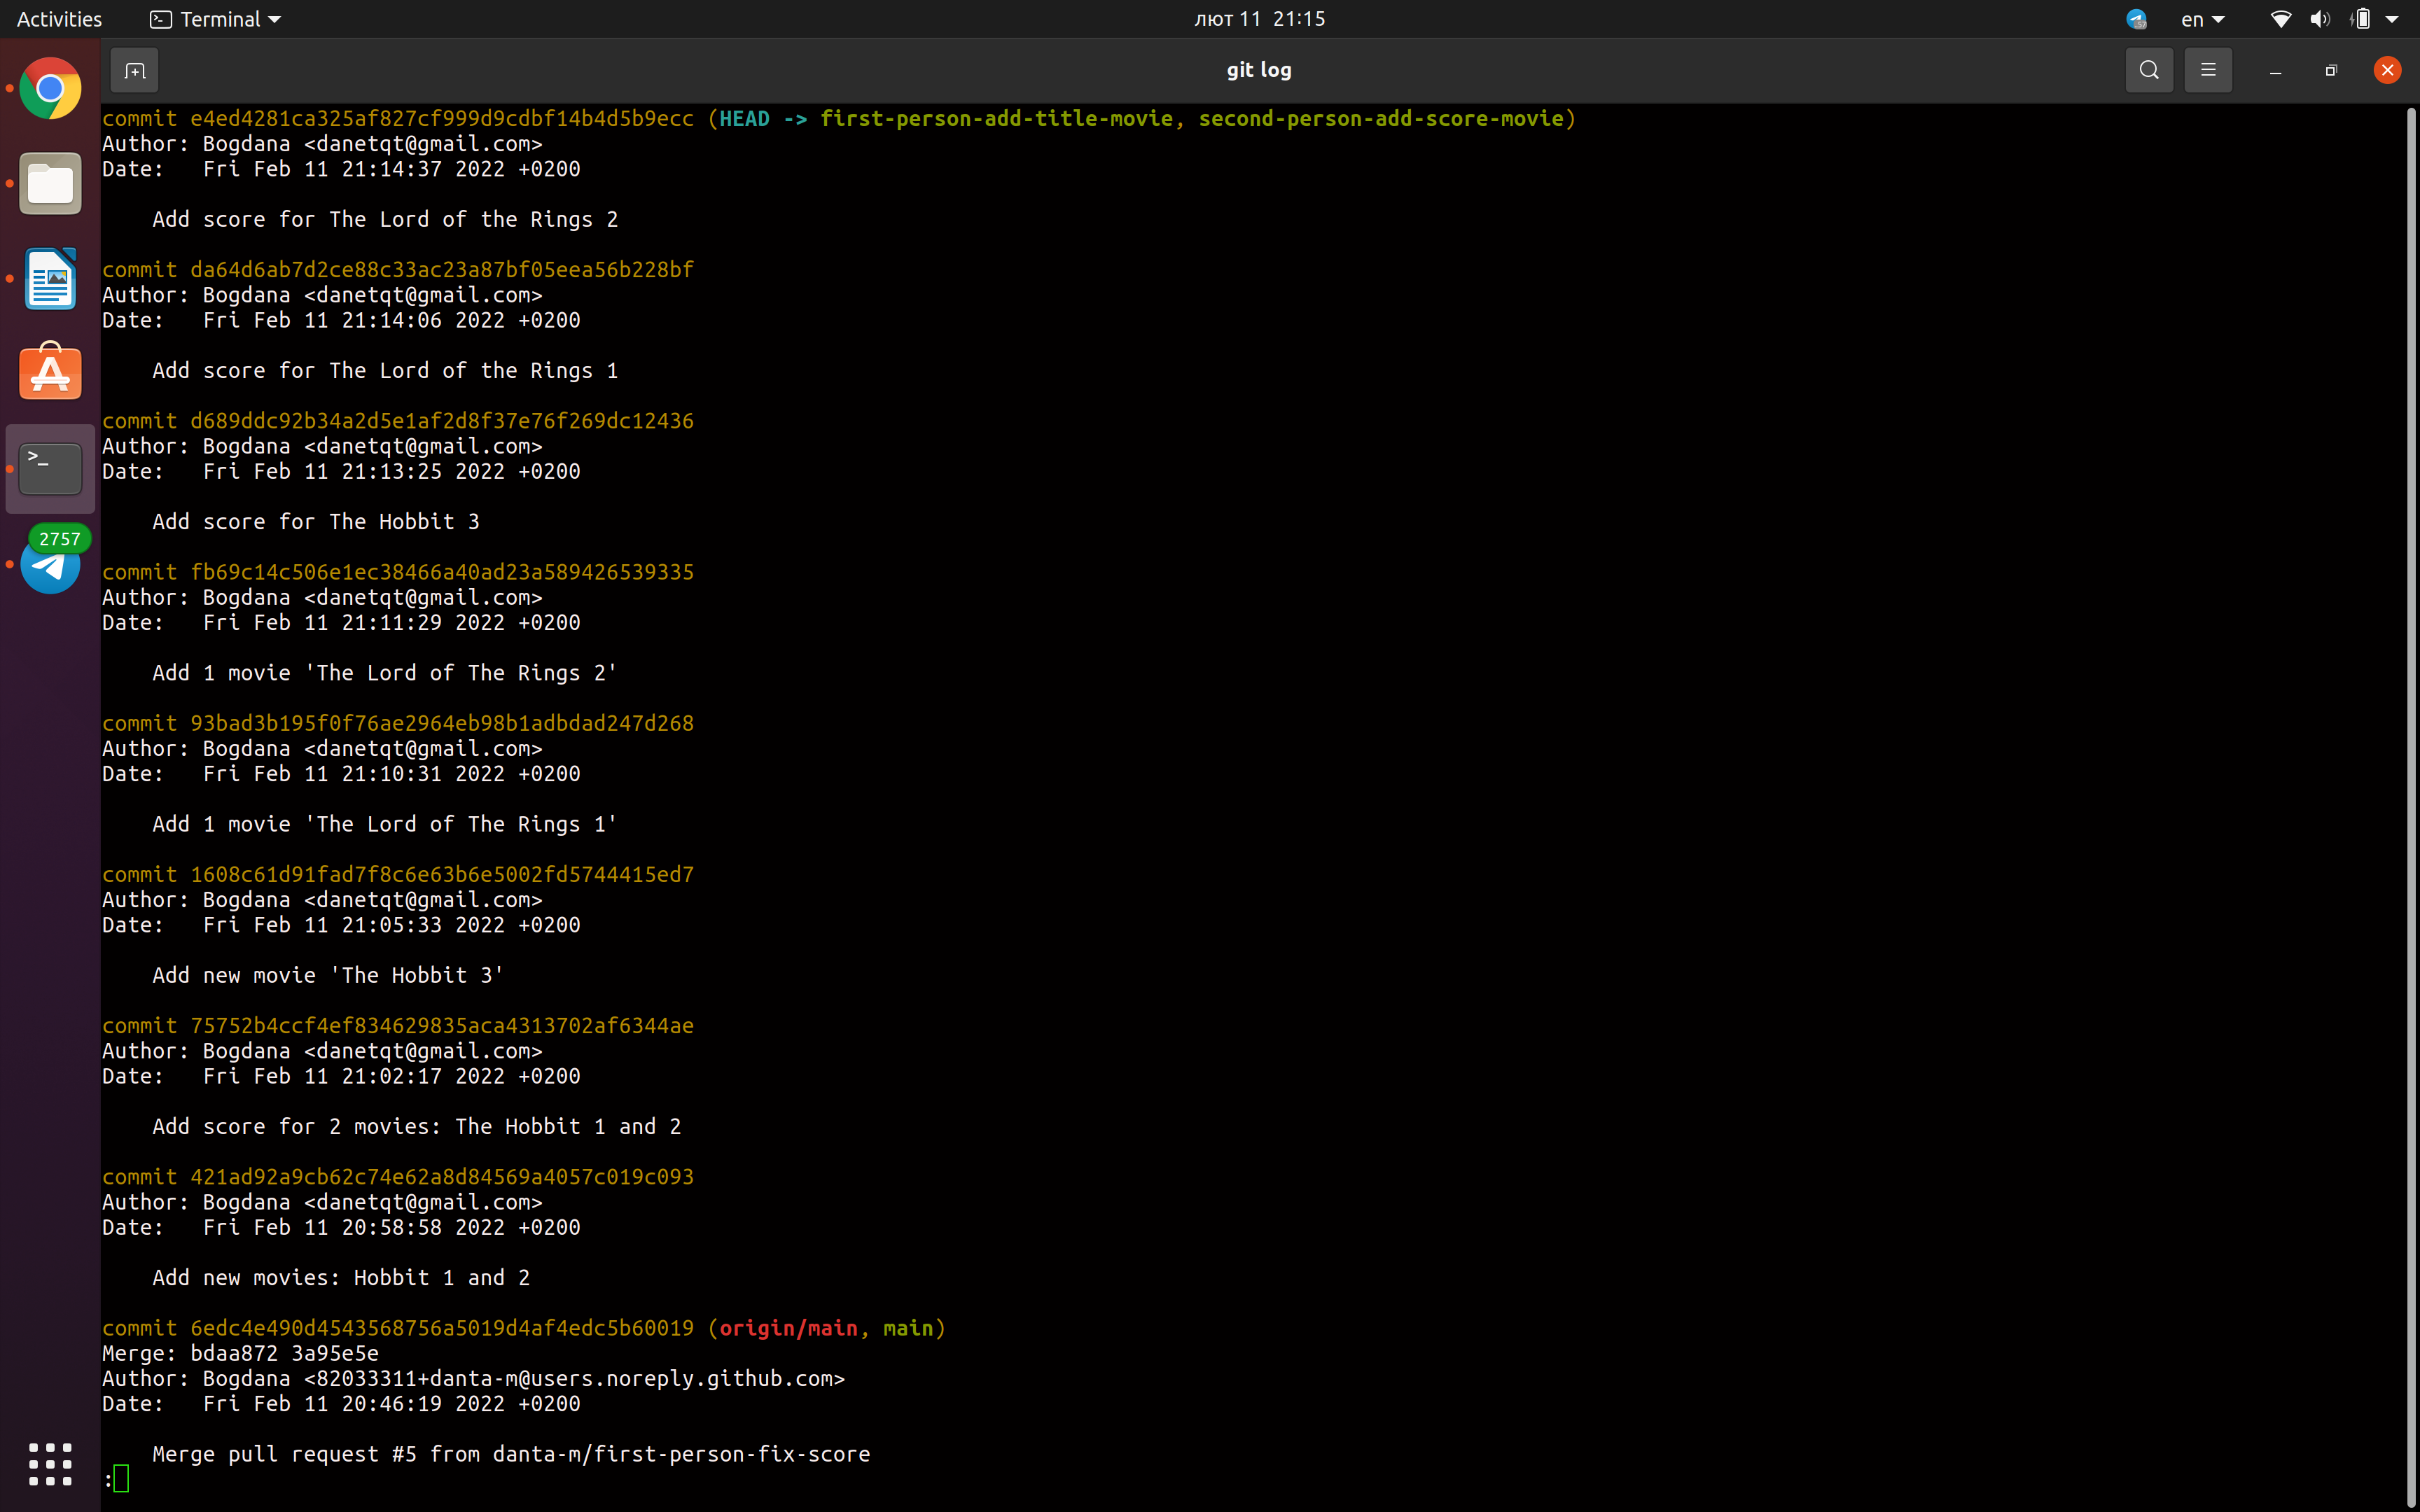 Activities
Terminal
лют 11 21:15
en
git log
commit e4ed4281ca325af827cf999d9cdbf14b4d5b9ecc (HEAD -> first-person-add-title-movie, second-person-add-score-movie)
Author: Bogdana <danetqt@gmail.com>
Date:   Fri Feb 11 21:14:37 2022 +0200
Add score for The Lord of the Rings 2
commit da64d6ab7d2ce88c33ac23a87bf05eea56b228bf
Author: Bogdana <danetqt@gmail.com>
Date:   Fri Feb 11 21:14:06 2022 +0200
Add score for The Lord of the Rings 1
commit d689ddc92b34a2d5e1af2d8f37e76f269dc12436
Author: Bogdana <danetqt@gmail.com>
Date:   Fri Feb 11 21:13:25 2022 +0200
Add score for The Hobbit 3
commit fb69c14c506e1ec38466a40ad23a589426539335
Author: Bogdana <danetqt@gmail.com>
Date:   Fri Feb 11 21:11:29 2022 +0200
Add 1 movie 'The Lord of The Rings 2'
commit 93bad3b195f0f76ae2964eb98b1adbdad247d268
Author: Bogdana <danetqt@gmail.com>
Date:   Fri Feb 11 21:10:31 2022 +0200
Add 1 movie 'The Lord of The Rings 1'
commit 1608c61d91fad7f8c6e63b6e5002fd5744415ed7
Author: Bogdana <danetqt@gmail.com>
Date:   Fri Feb 11 21:05:33 2022 +0200
Add new movie 'The Hobbit 3'
commit 75752b4ccf4ef834629835aca4313702af6344ae
Author: Bogdana <danetqt@gmail.com>
Date:   Fri Feb 11 21:02:17 2022 +0200
Add score for 2 movies: The Hobbit 1 and 2
commit 421ad92a9cb62c74e62a8d84569a4057c019c093
Author: Bogdana <danetqt@gmail.com>
Date:   Fri Feb 11 20:58:58 2022 +0200
Add new movies: Hobbit 1 and 2
commit 6edc4e490d4543568756a5019d4af4edc5b60019 (origin/main, main)
Merge: bdaa872 3a95e5e
Author: Bogdana <82033311+danta-m@users.noreply.github.com>
Date:   Fri Feb 11 20:46:19 2022 +0200
Merge pull request #5 from danta-m/first-person-fix-score
:
2757